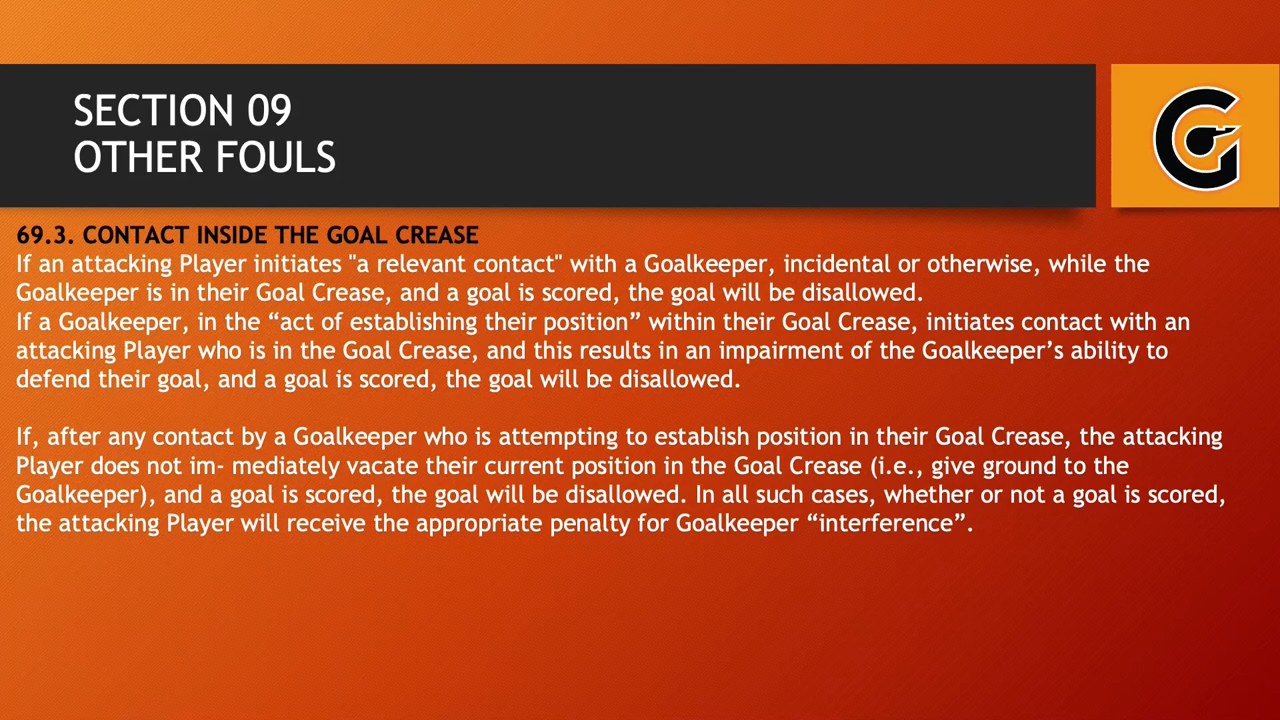 SECTION 09
OTHER FOULS
69.3. CONTACT INSIDE THE GOAL CREASE
If an attacking Player initiates "a relevant contact" with a Goalkeeper, incidental or otherwise, while the
Goalkeeper is in their Goal Crease, and a goal is scored, the goal will be disallowed.
If a Goalkeeper, in the “act of establishing their position” within their Goal Crease, initiates contact with an
attacking Player who is in the Goal Crease, and this results in an impairment of the Goalkeeper’s ability to
defend their goal, and a goal is scored, the goal will be disallowed.
If, after any contact by a Goalkeeper who is attempting to establish position in their Goal Crease, the attacking
Player does not im- mediately vacate their current position in the Goal Crease (i.e., give ground to the
Goalkeeper), and a goal is scored, the goal will be disallowed. In all such cases, whether or not a goal is scored,
the attacking Player will receive the appropriate penalty for Goalkeeper “interference”.